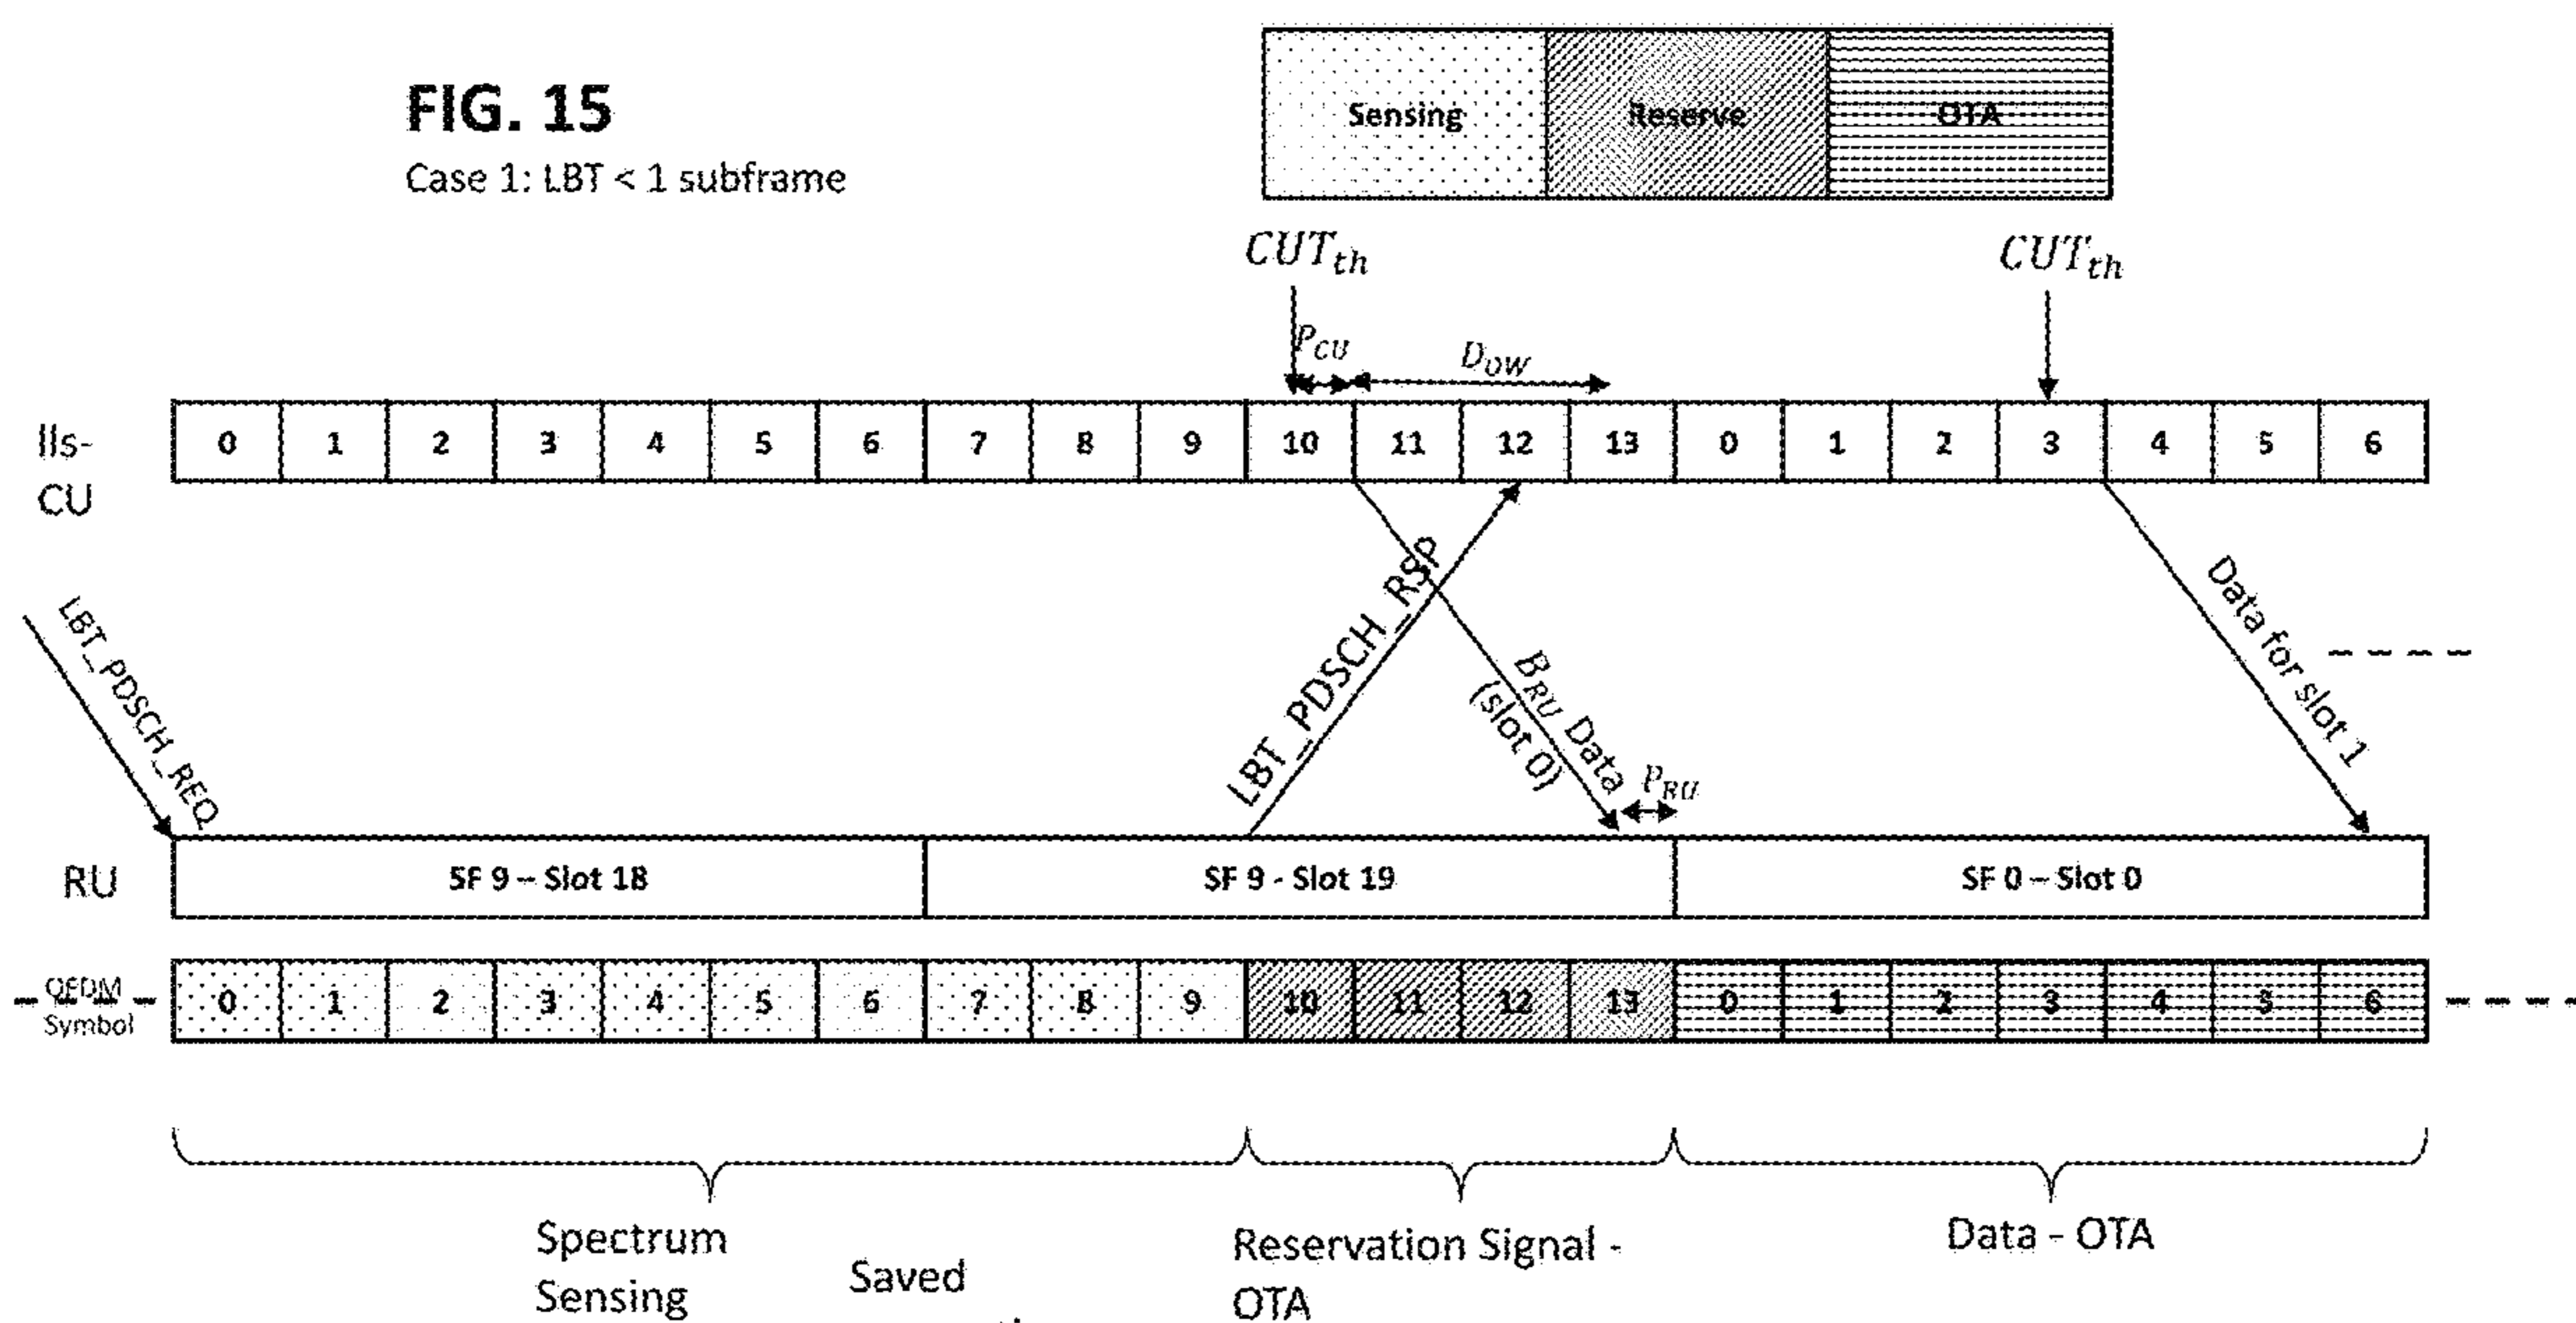 FIG. 15
Case 1: LBT < 1 subframe
Sensing Reserve OTA
CUT_th CUT_th
P_CU D_OW
lls-
CU
0 1 2 3 4 5 6 7 8 9 10 11 12 13 0 1 2 3 4 5 6
LBT_PDSCH_REQ
LBT_PDSCH_RSP
B_RU Data
(slot 0)
P_RU
Data for slot 1
RU
SF 9 – Slot 18 SF 9 - Slot 19 SF 0 – Slot 0
OFDM
Symbol
0 1 2 3 4 5 6 7 8 9 10 11 12 13 0 1 2 3 4 5 6
Spectrum
Sensing
Saved
Reservation Signal -
OTA
Data - OTA